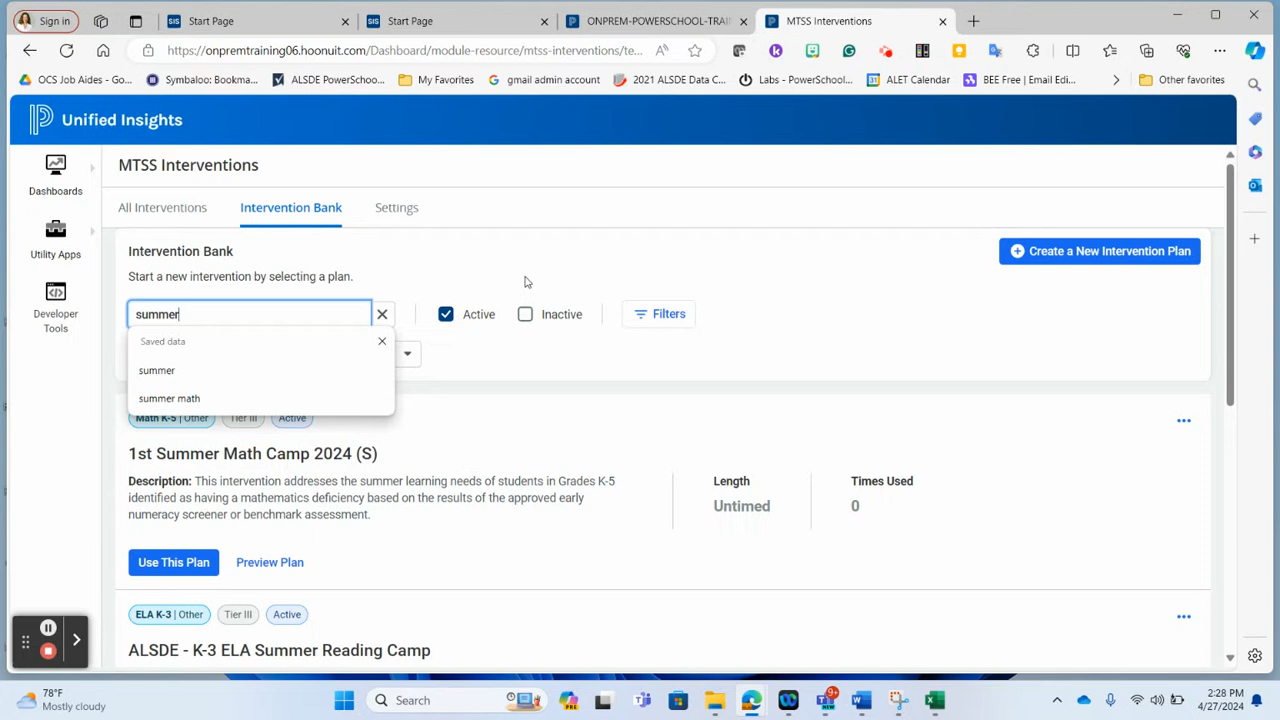 Sign in
Start Page
Start Page
ONPREM-POWERSCHOOL-TRAI
MTSS Interventions
https://onpremtraining06.hoonuit.com/Dashboard/module-resource/mtss-interventions/te...
OCS Job Aides - Go...
Symbaloo: Bookma...
ALSDE PowerSchoo...
My Favorites
gmail admin account
2021 ALSDE Data C...
Labs - PowerSchool...
ALET Calendar
BEE Free | Email Edi...
Other favorites
Unified Insights
Dashboards
Utility Apps
Developer
Tools
MTSS Interventions
All Interventions
Intervention Bank
Settings
Intervention Bank
Create a New Intervention Plan
Start a new intervention by selecting a plan.
summer
Active
Inactive
Filters
Saved data
summer
summer math
Math K-5 | Other
Tier III
Active
1st Summer Math Camp 2024 (S)
Description: This intervention addresses the summer learning needs of students in Grades K-5
identified as having a mathematics deficiency based on the results of the approved early
numeracy screener or benchmark assessment.
Length
Untimed
Times Used
0
Use This Plan
Preview Plan
ELA K-3 | Other
Tier III
Active
ALSDE - K-3 ELA Summer Reading Camp
78°F
Mostly cloudy
Search
9+
2:28 PM
4/27/2024